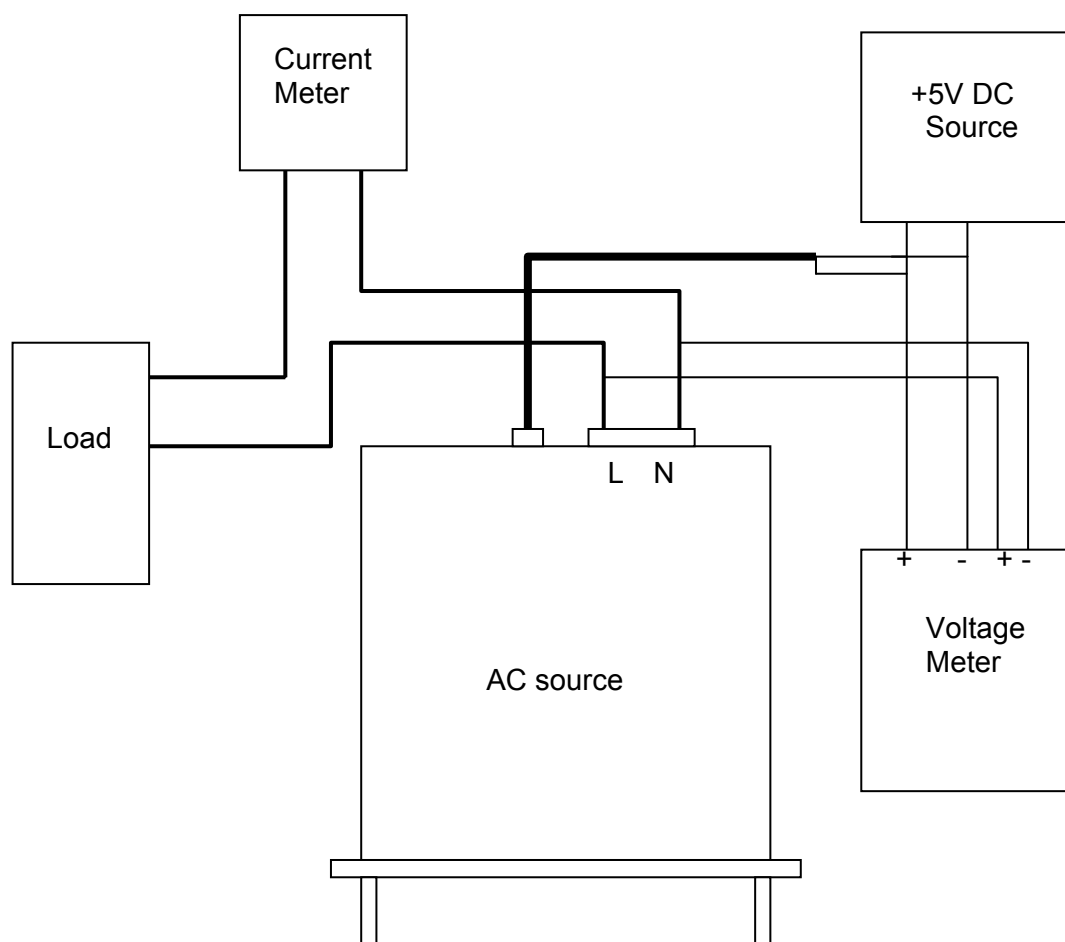 Current
Meter
+5V DC
Source
Load
L N
+ - + -
Voltage
Meter
AC source